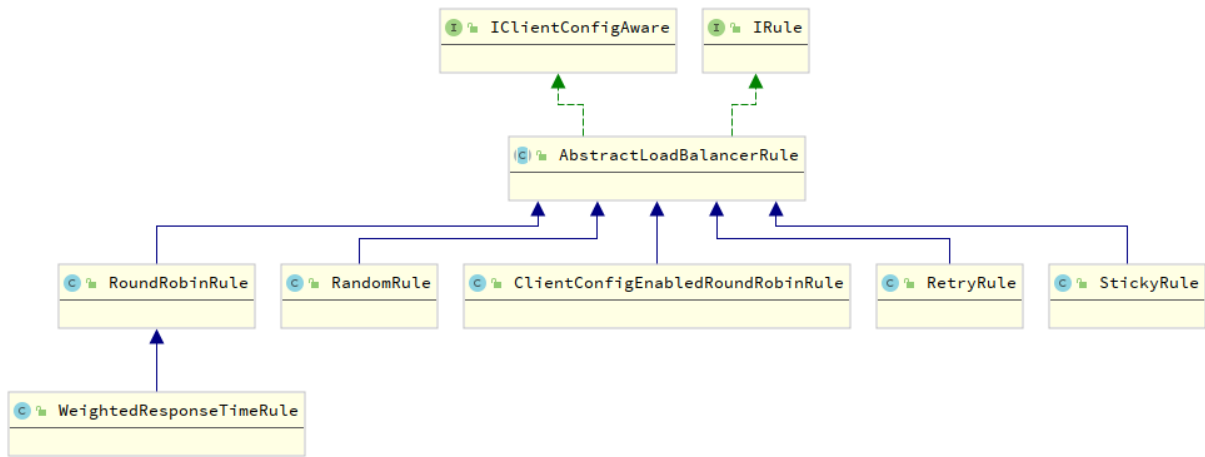 I IClientConfigAware
I IRule
C AbstractLoadBalancerRule
C RoundRobinRule
C RandomRule
C ClientConfigEnabledRoundRobinRule
C RetryRule
C StickyRule
C WeightedResponseTimeRule